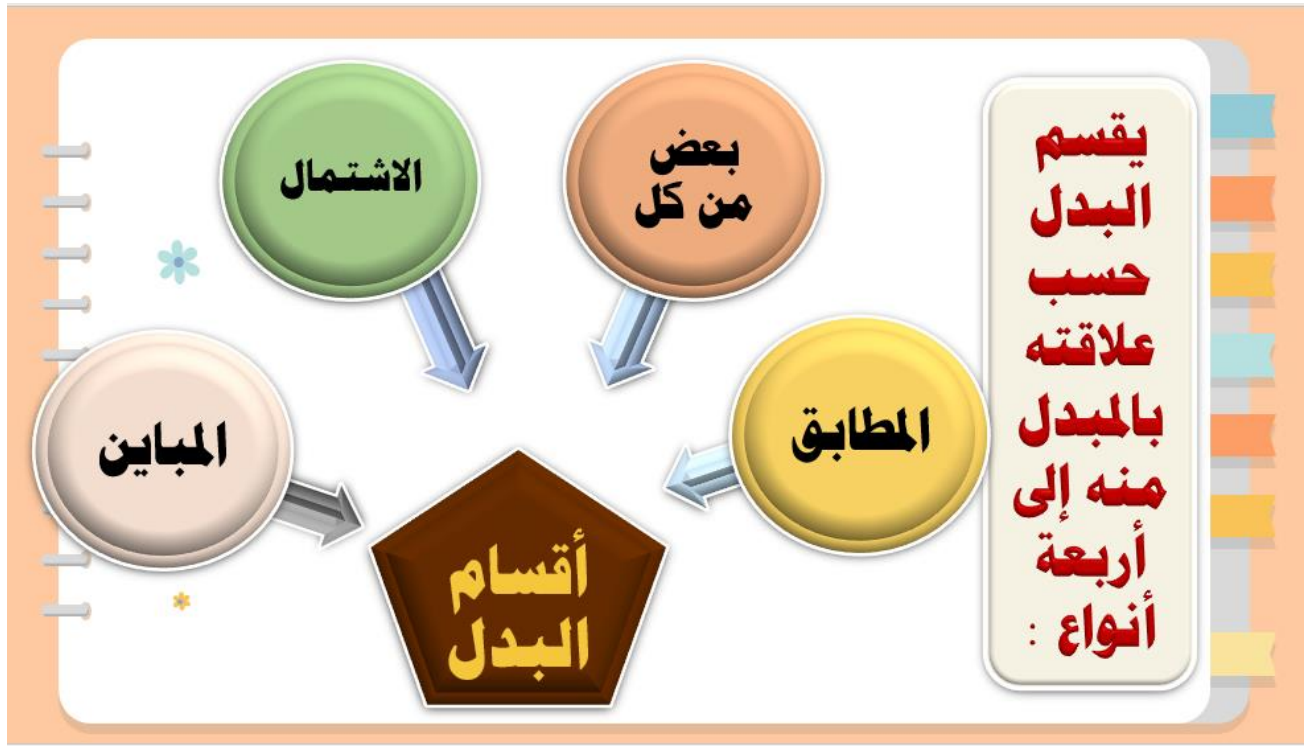 يقسم
البدل
حسب
علاقته
بالمبدل
منه إلى
أربعة
أنواع :
المطابق
بعض
من كل
الاشتمال
المباين
أقسام
البدل